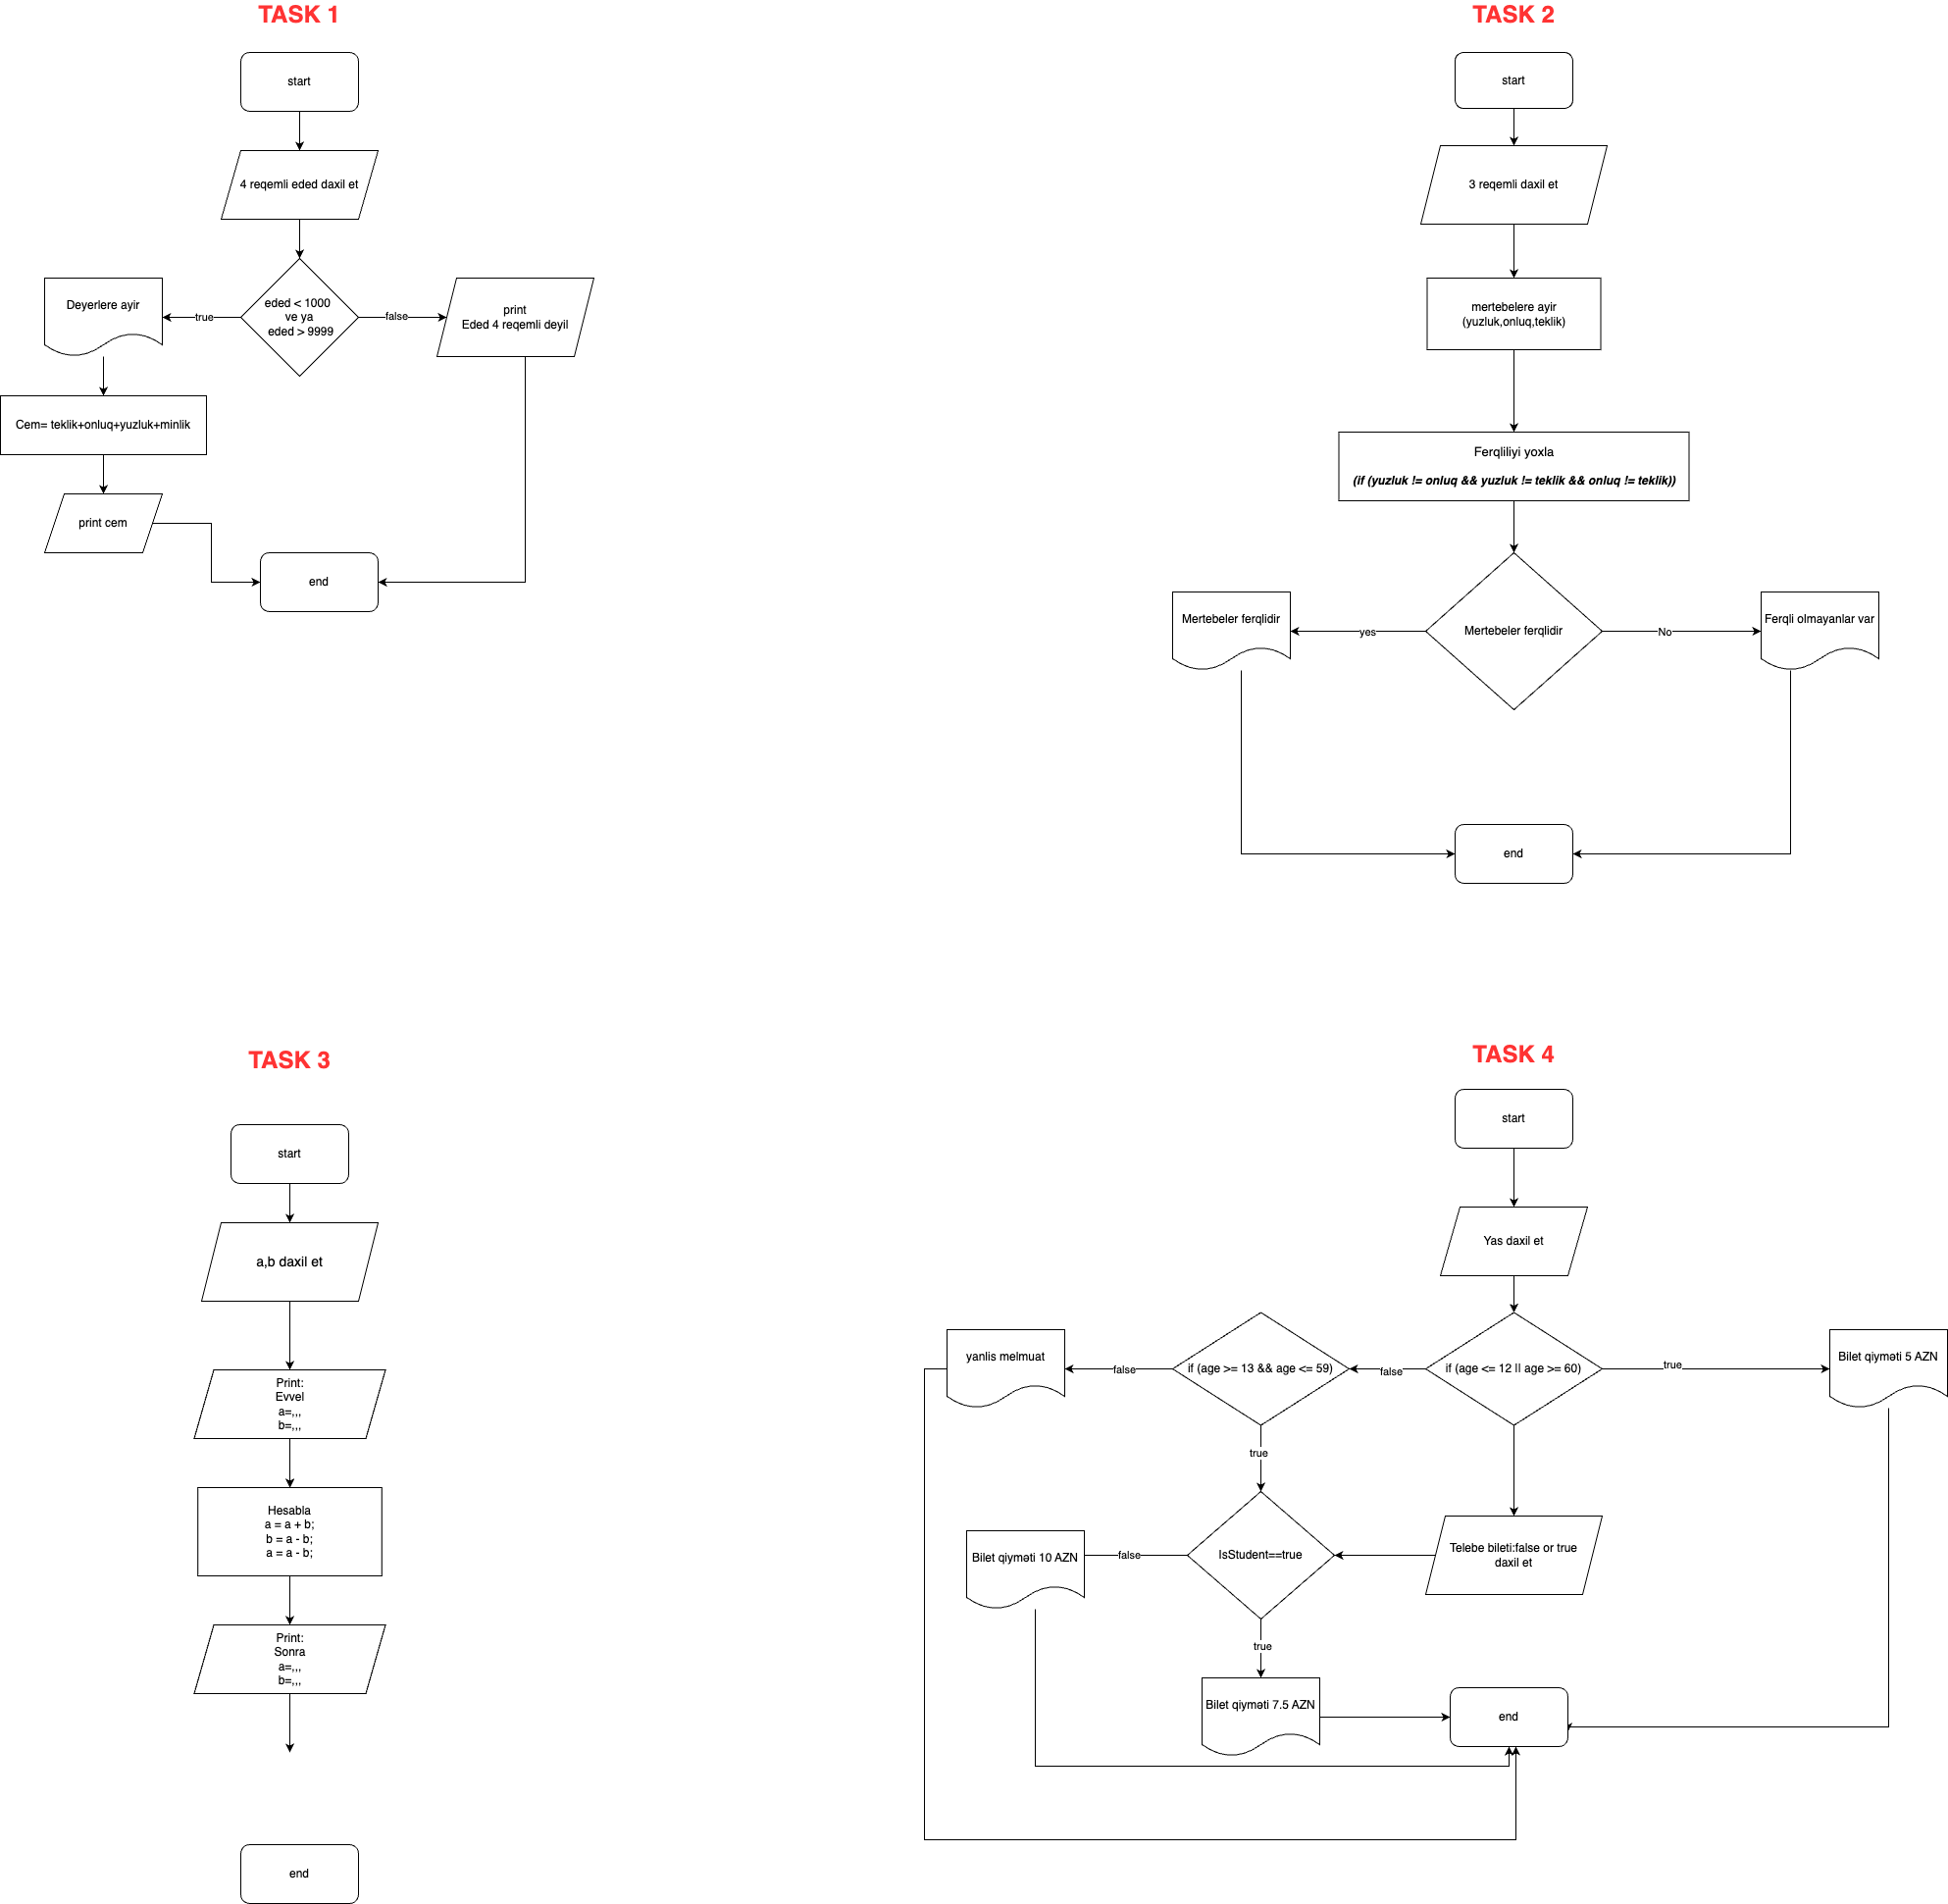 TASK 1
start
4 reqemli eded daxil et
eded < 1000
ve ya
eded > 9999
true
false
Deyerlere ayir
print
Eded 4 reqemli deyil
Cem= teklik+onluq+yuzluk+minlik
print cem
end
TASK 2
start
3 reqemli daxil et
mertebelere ayir
(yuzluk,onluq,teklik)
Ferqliliyi yoxla
(if (yuzluk != onluq && yuzluk != teklik && onluq != teklik))
Mertebeler ferqlidir
yes
No
Mertebeler ferqlidir
Ferqli olmayanlar var
end
TASK 3
start
a,b daxil et
Print:
Evvel
a=,,,
b=,,,
Hesabla
a = a + b;
b = a - b;
a = a - b;
Print:
Sonra
a=,,,
b=,,,
end
TASK 4
start
Yas daxil et
if (age <= 12 || age >= 60)
true
Bilet qiyməti 5 AZN
false
if (age >= 13 && age <= 59)
false
yanlis melmuat
true
Telebe bileti:false or true
daxil et
IsStudent==true
false
Bilet qiyməti 10 AZN
true
Bilet qiyməti 7.5 AZN
end